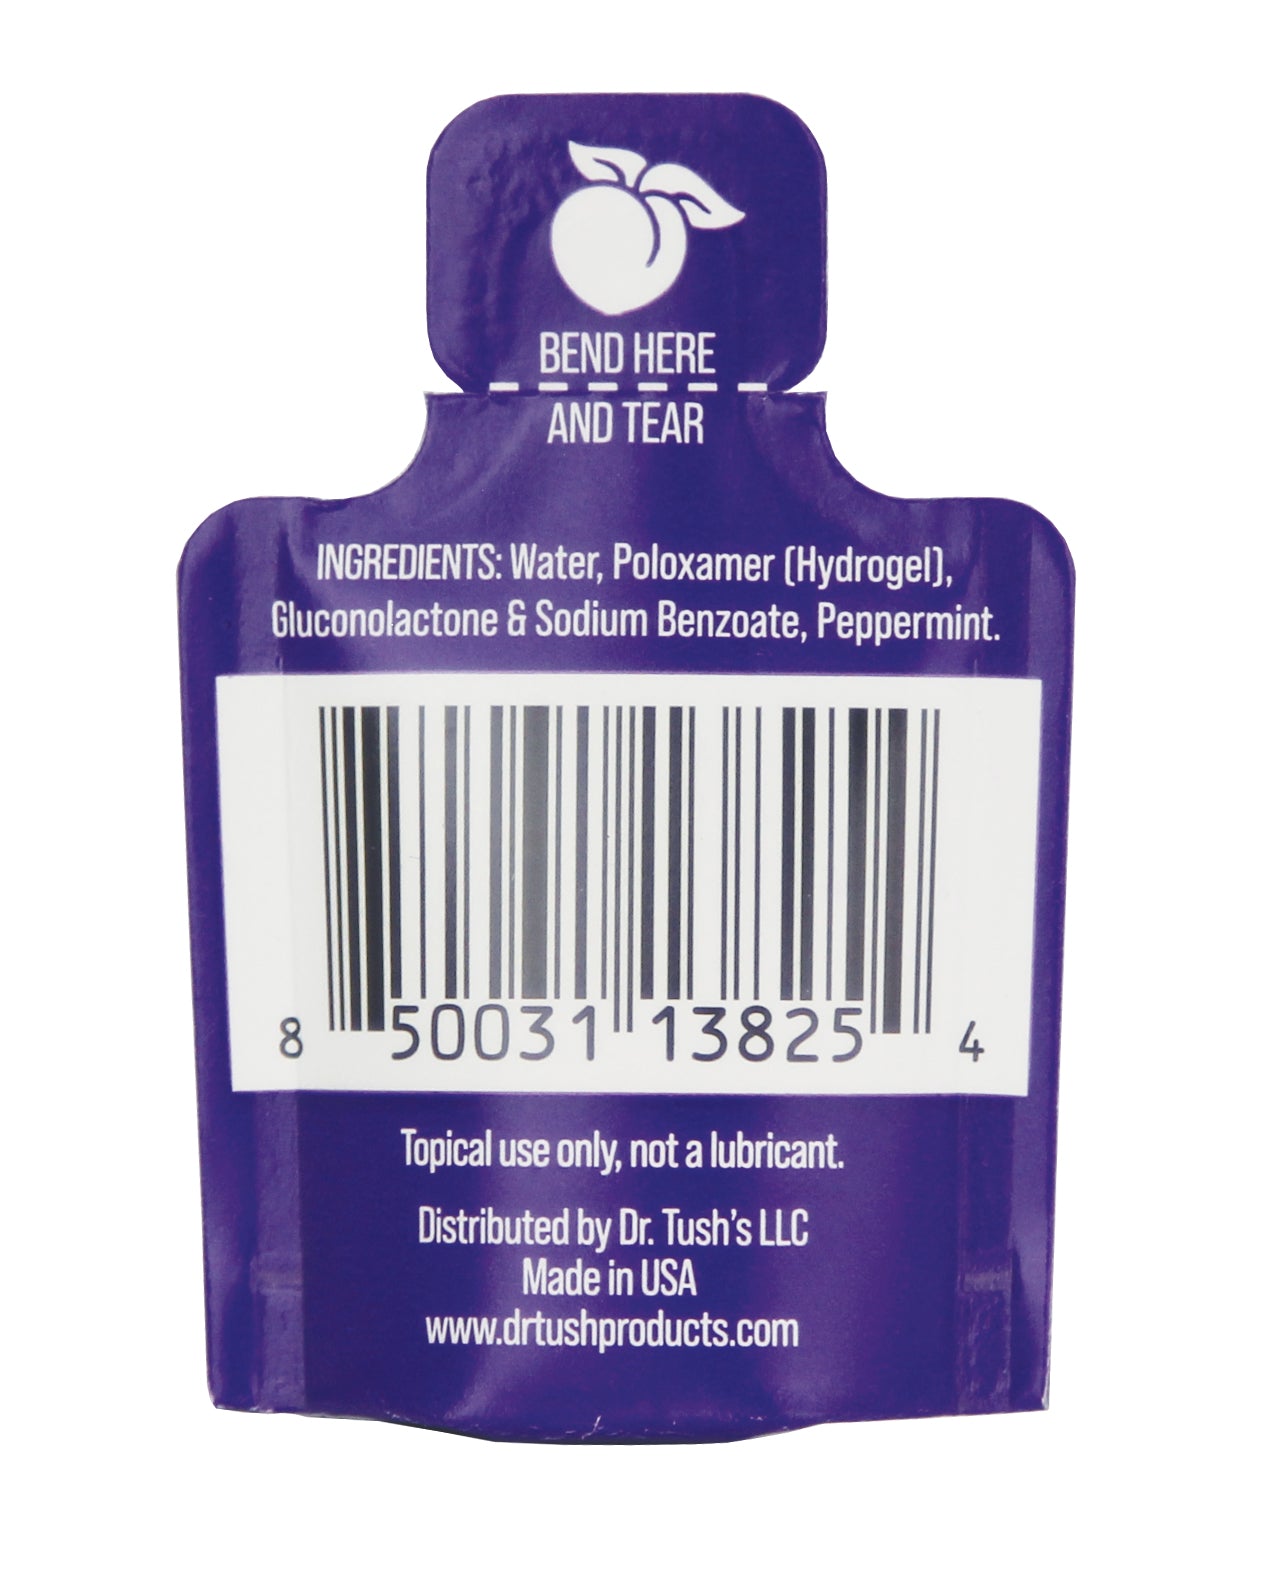 BEND HERE
AND TEAR
INGREDIENTS: Water, Poloxamer (Hydrogel),
Gluconolactone & Sodium Benzoate, Peppermint.
8 50031 13825 4
Topical use only, not a lubricant.
Distributed by Dr. Tush's LLC
Made in USA
www.drtushproducts.com